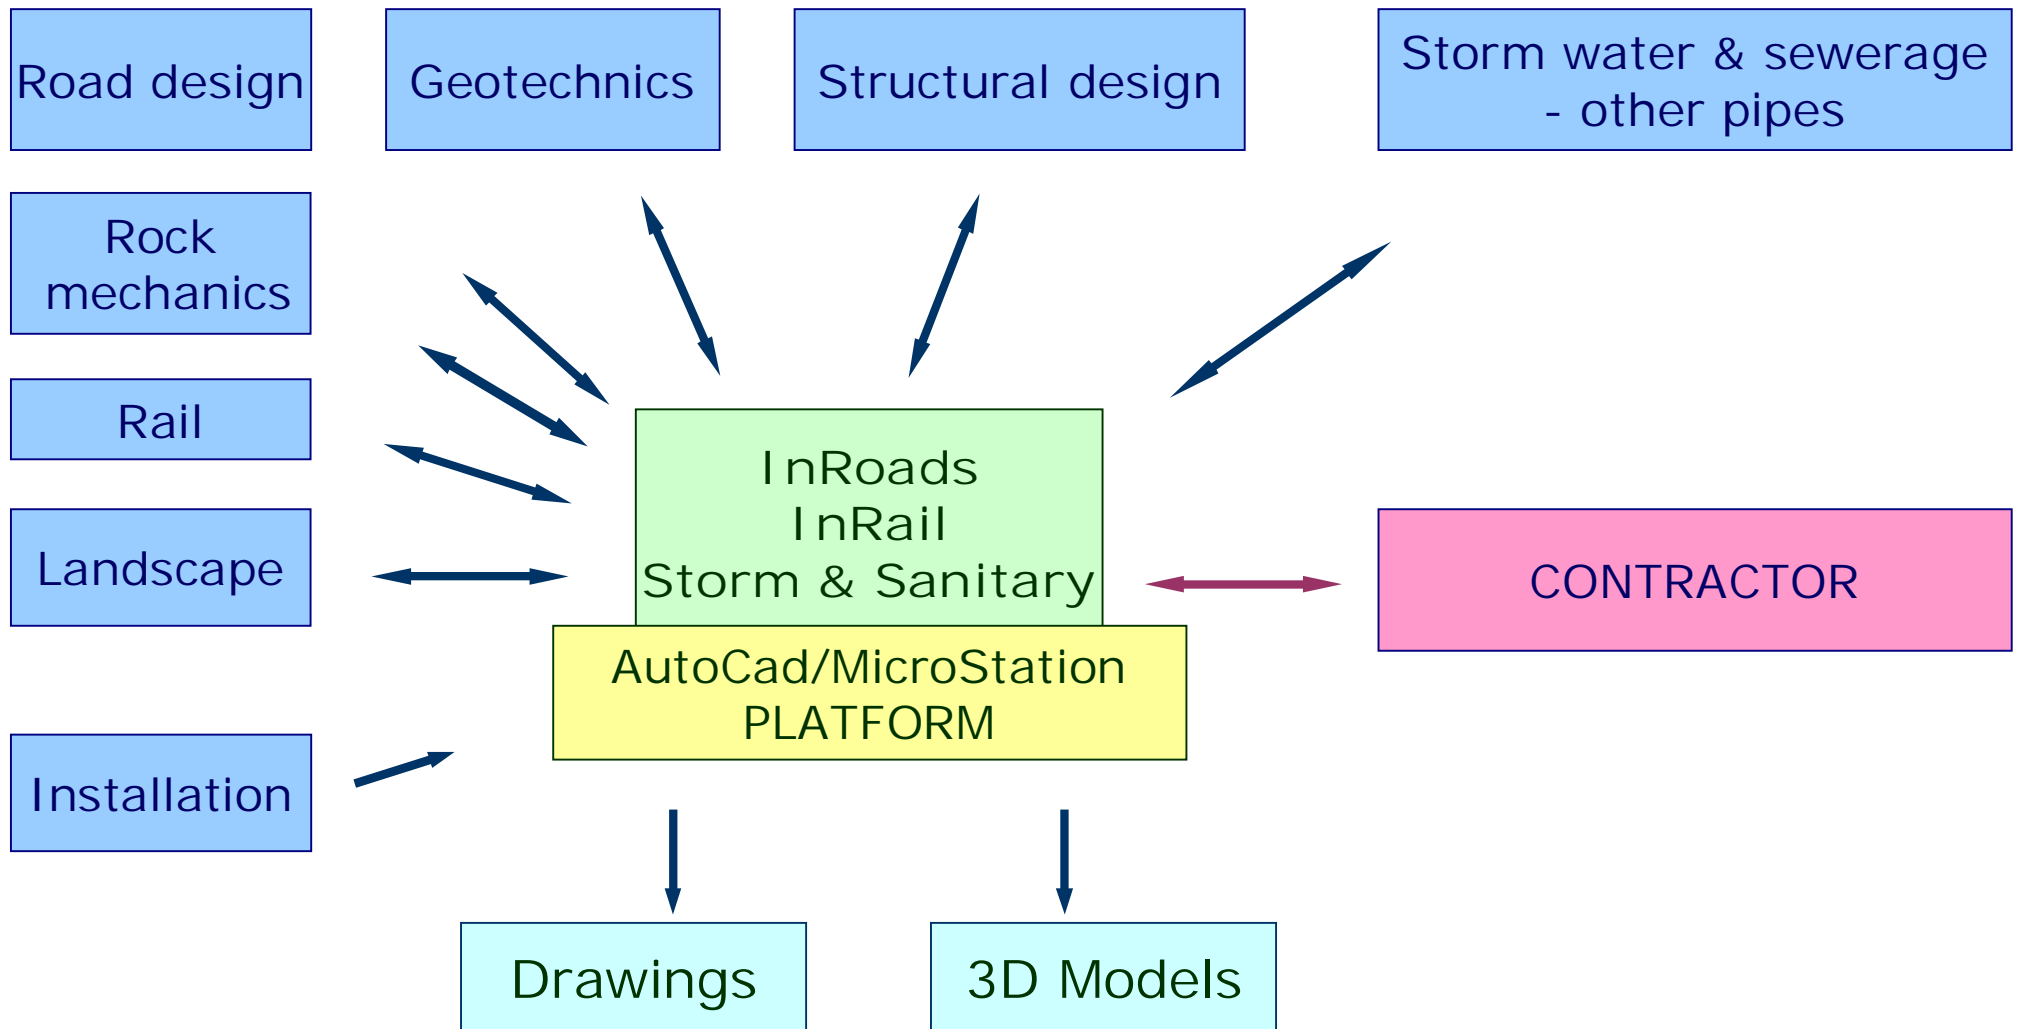 Road design
Geotechnics
Structural design
Storm water & sewerage
- other pipes
Rock
mechanics
Rail
Landscape
Installation
InRoads
InRail
Storm & Sanitary
AutoCad/MicroStation
PLATFORM
CONTRACTOR
Drawings
3D Models